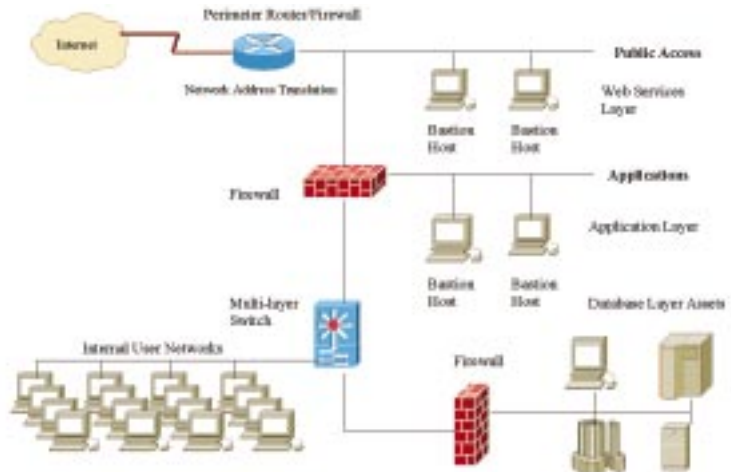 Perimeter Router/Firewall
Internet
Network Address Translation
Public Access
Web Services
Layer
Bastion
Host
Bastion
Host
Firewall
Applications
Application Layer
Bastion
Host
Bastion
Host
Multi-layer
Switch
Database Layer Assets
Internal User Networks
Firewall